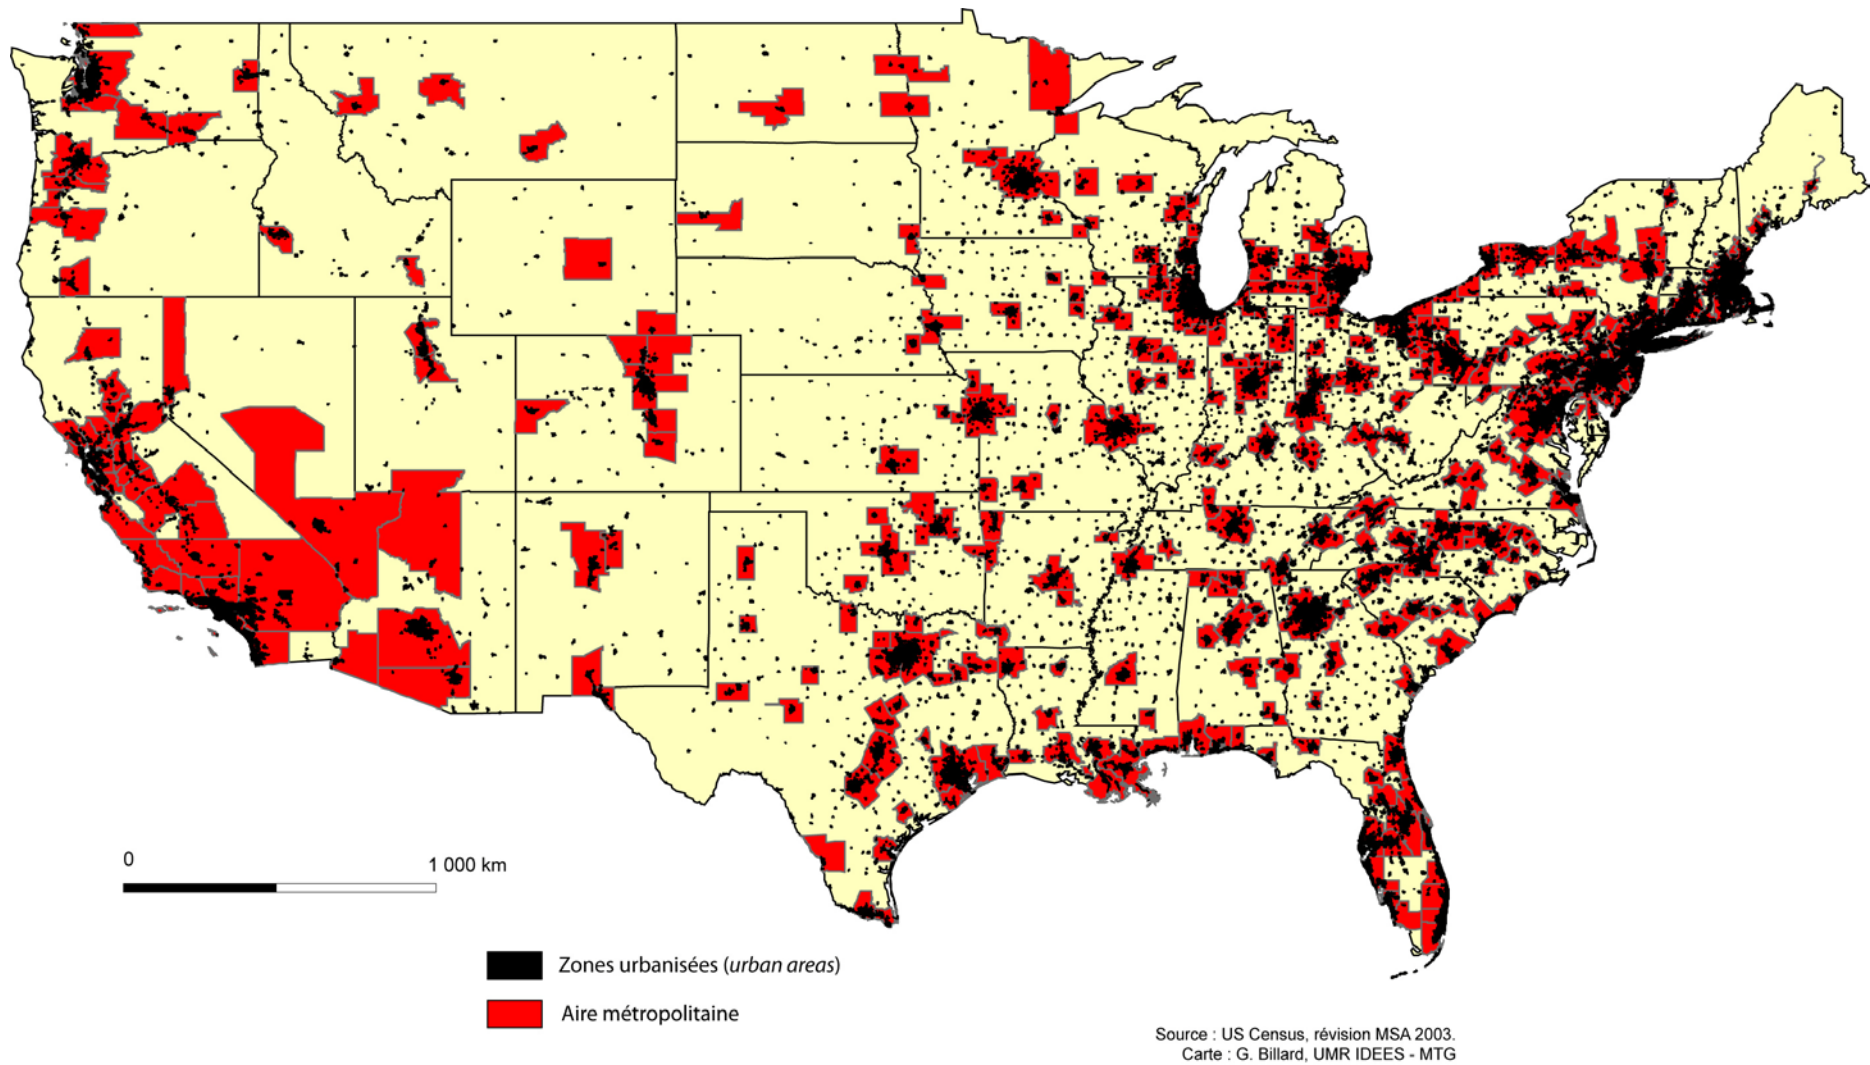 0 1 000 km
Zones urbanisées (urban areas)
Aire métropolitaine
Source : US Census, révision MSA 2003.
Carte : G. Billard, UMR IDEES - MTG